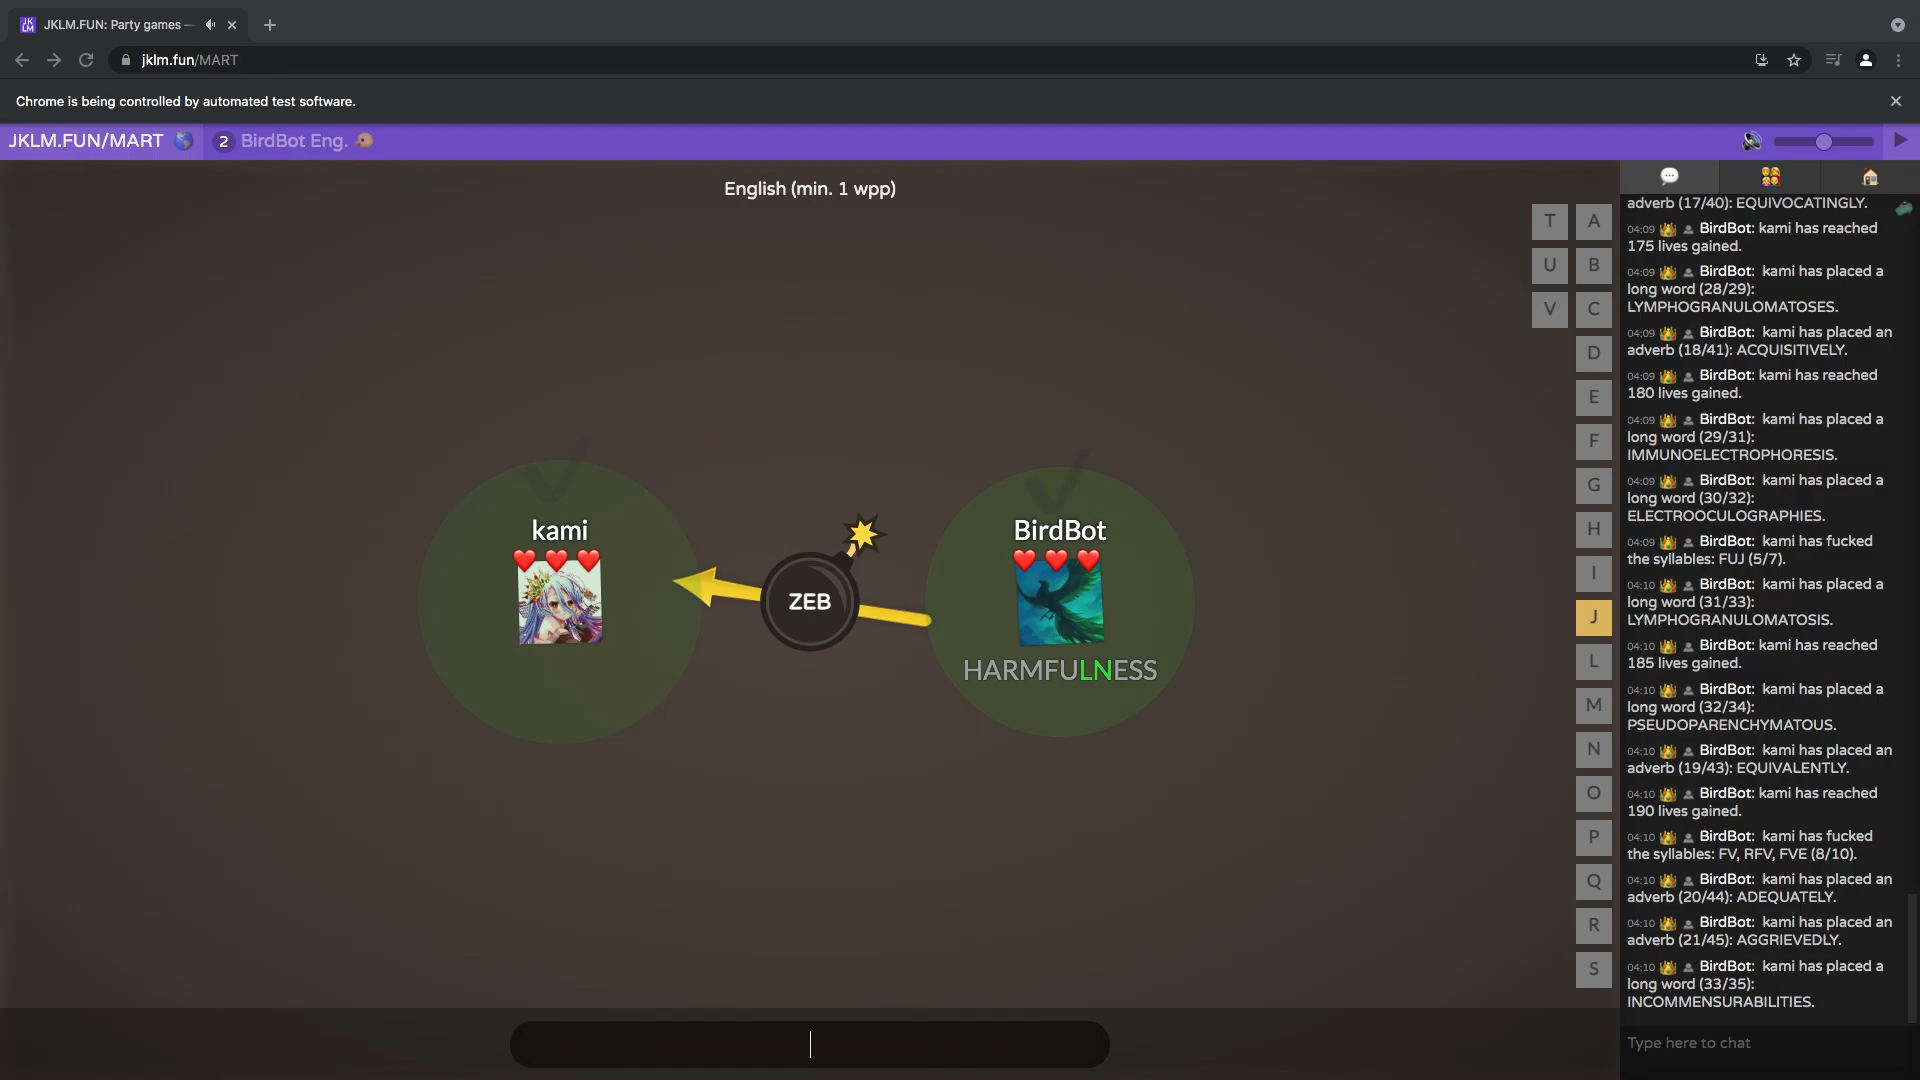 JKLM.FUN: Party games —
jklm.fun/MART
Chrome is being controlled by automated test software.
JKLM.FUN/MART
2 BirdBot Eng.
English (min. 1 wpp)
T A
U B
V C
D
E
F
G
H
I
J
L
M
N
O
P
Q
R
S
kami
ZEB
BirdBot
HARMFULNESS
adverb (17/40): EQUIVOCATINGLY.
04:09 BirdBot: kami has reached
175 lives gained.
04:09 BirdBot: kami has placed a
long word (28/29):
LYMPHOGRANULOMATOSES.
04:09 BirdBot: kami has placed an
adverb (18/41): ACQUISITIVELY.
04:09 BirdBot: kami has reached
180 lives gained.
04:09 BirdBot: kami has placed a
long word (29/31):
IMMUNOELECTROPHORESIS.
04:09 BirdBot: kami has placed a
long word (30/32):
ELECTROOCULOGRAPHIES.
04:09 BirdBot: kami has fucked
the syllables: FUJ (5/7).
04:10 BirdBot: kami has placed a
long word (31/33):
LYMPHOGRANULOMATOSIS.
04:10 BirdBot: kami has reached
185 lives gained.
04:10 BirdBot: kami has placed a
long word (32/34):
PSEUDOPARENCHYMATOUS.
04:10 BirdBot: kami has placed an
adverb (19/43): EQUIVALENTLY.
04:10 BirdBot: kami has reached
190 lives gained.
04:10 BirdBot: kami has fucked
the syllables: FV, RFV, FVE (8/10).
04:10 BirdBot: kami has placed an
adverb (20/44): ADEQUATELY.
04:10 BirdBot: kami has placed an
adverb (21/45): AGGRIEVEDLY.
04:10 BirdBot: kami has placed a
long word (33/35):
INCOMMENSURABILITIES.
Type here to chat